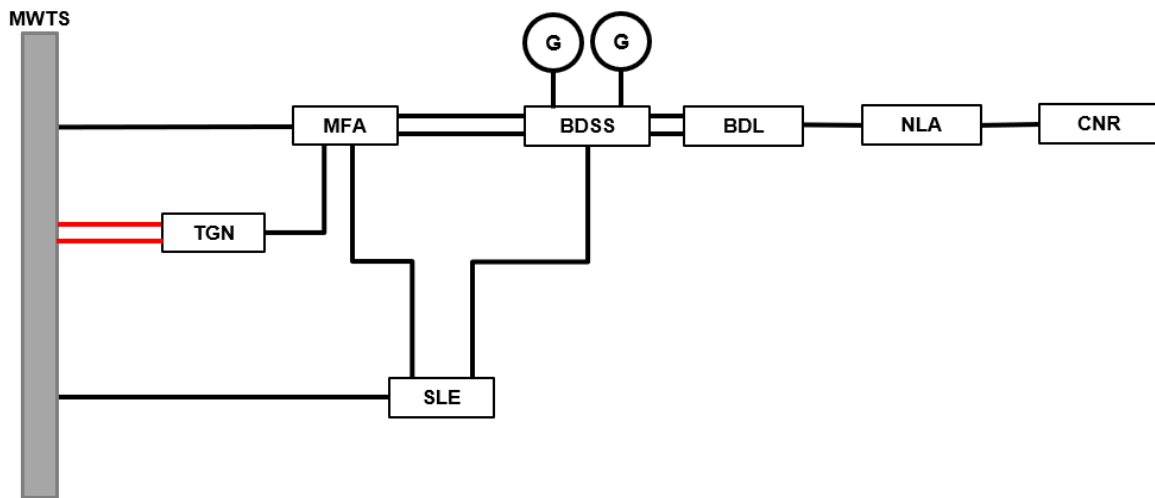 MWTS
G G
MFA BDSS BDL NLA CNR
TGN
SLE